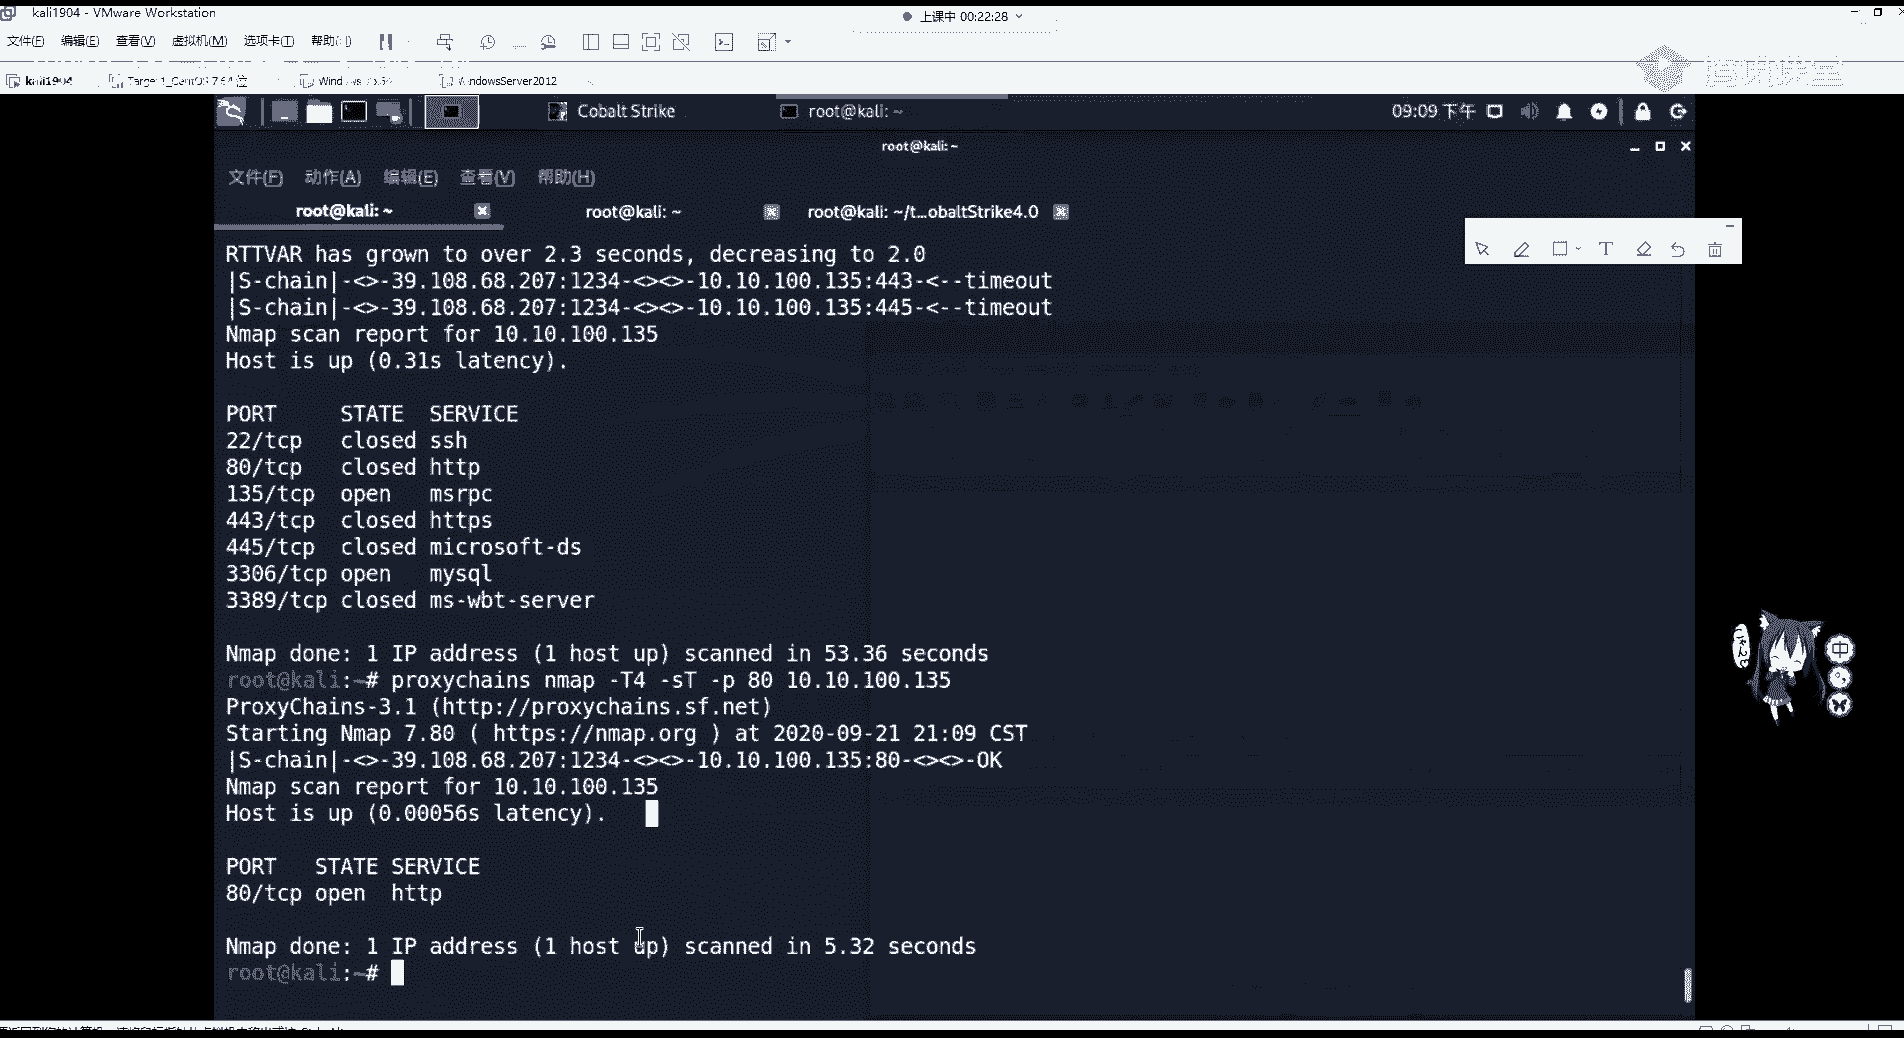 kali1904 - VMware Workstation
上课中 00:22:28
文件(F) 编辑(E) 查看(V) 虚拟机(M) 选项卡(T) 帮助(H)
kali1904
WindowsServer2012
Cobalt Strike
root@kali: ~
09:09 下午
root@kali: ~
文件(F) 动作(A) 编辑(E) 查看(V) 帮助(H)
root@kali: ~
root@kali: ~
root@kali: ~/t...obaltStrike4.0
RTTVAR has grown to over 2.3 seconds, decreasing to 2.0
|S-chain|-<>-39.108.68.207:1234-<><>-10.10.100.135:443-<--timeout
|S-chain|-<>-39.108.68.207:1234-<><>-10.10.100.135:445-<--timeout
Nmap scan report for 10.10.100.135
Host is up (0.31s latency).
PORT STATE SERVICE
22/tcp closed ssh
80/tcp closed http
135/tcp open msrpc
443/tcp closed https
445/tcp closed microsoft-ds
3306/tcp open mysql
3389/tcp closed ms-wbt-server
Nmap done: 1 IP address (1 host up) scanned in 53.36 seconds
root@kali:~# proxychains nmap -T4 -sT -p 80 10.10.100.135
ProxyChains-3.1 (http://proxychains.sf.net)
Starting Nmap 7.80 ( https://nmap.org ) at 2020-09-21 21:09 CST
|S-chain|-<>-39.108.68.207:1234-<><>-10.10.100.135:80-<><>-OK
Nmap scan report for 10.10.100.135
Host is up (0.00056s latency).
PORT STATE SERVICE
80/tcp open http
Nmap done: 1 IP address (1 host up) scanned in 5.32 seconds
root@kali:~#
中